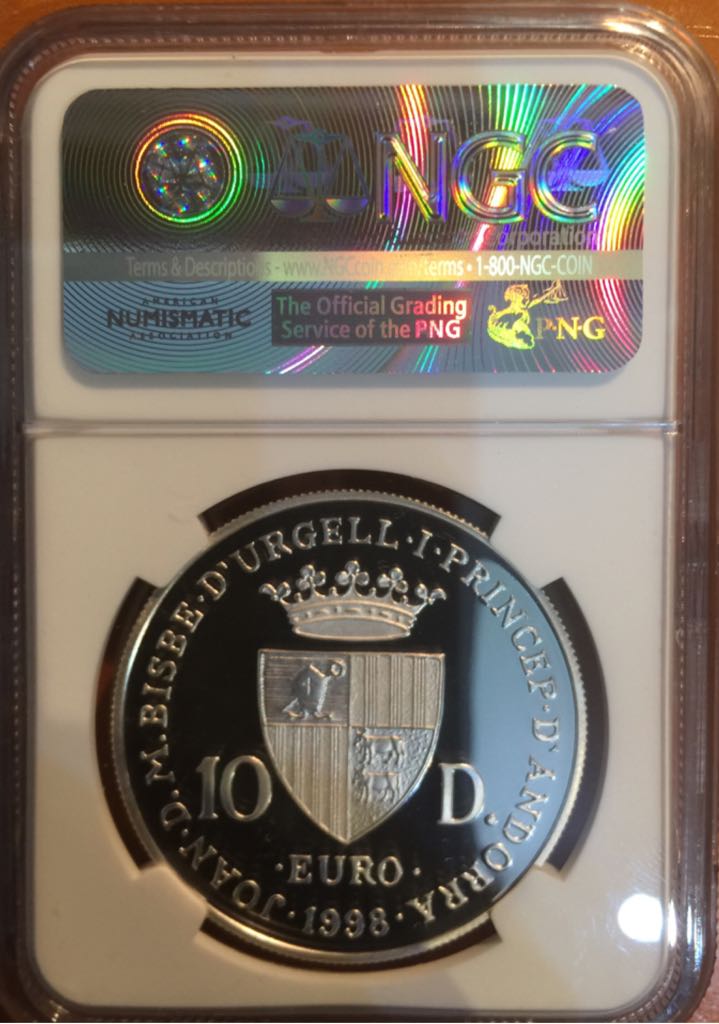 NGC
Corporation
Terms & Descriptions - www.NGCcoin.com/terms • 1-800-NGC-COIN
AMERICAN
NUMISMATIC
ASSOCIATION
The Official Grading
Service of the PNG
P·N·G
JOAN·D.M.BISBE·D'URGELL·I·PRINCEP·D'ANDORRA
10 D.
·EURO·
·1998·